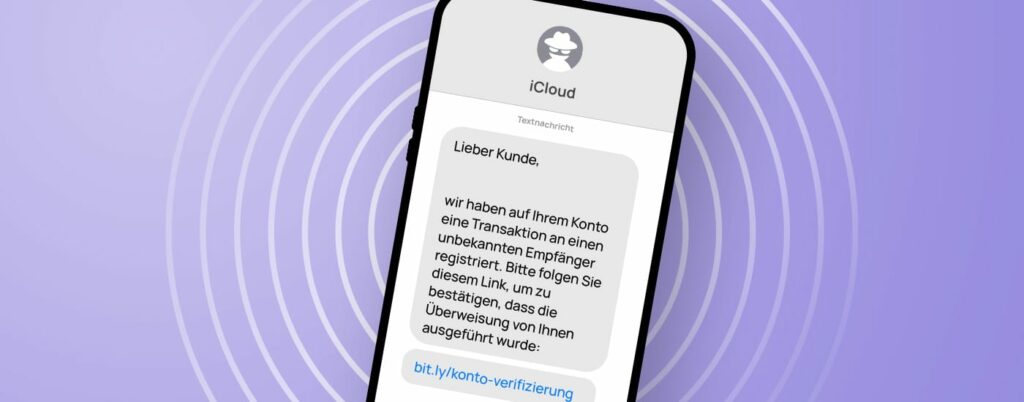 iCloud
Textnachricht
Lieber Kunde,
wir haben auf Ihrem Konto
eine Transaktion an einen
unbekannten Empfänger
registriert. Bitte folgen Sie
diesem Link, um zu
bestätigen, dass die
Überweisung von Ihnen
ausgeführt wurde:
bit.ly/konto-verifizierung